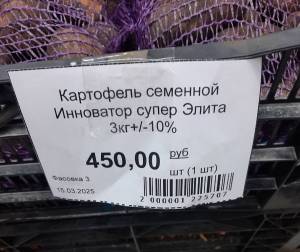 Картофель семенной
Инноватор супер Элита
3кг+/-10%
450,00 руб
шт (1 шт)
Фасовка 3
15.03.2025
2 000001 225707